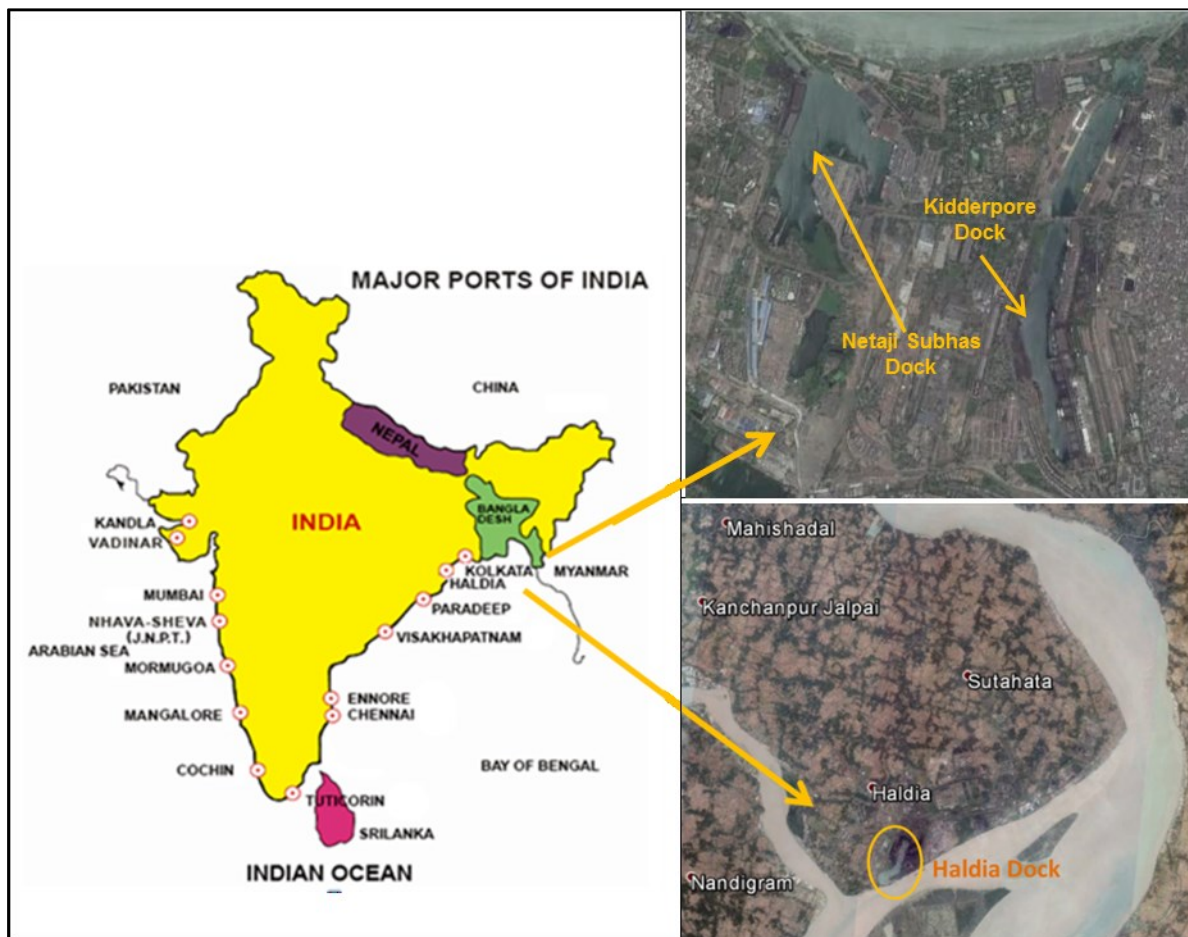 MAJOR PORTS OF INDIA
PAKISTAN
CHINA
NEPAL
BANGLA
DESH
INDIA
KANDLA
VADINAR
KOLKATA
MYANMAR
HALDIA
MUMBAI
PARADEEP
NHAVA-SHEVA
(J.N.P.T.)
VISAKHAPATNAM
ARABIAN SEA
MORMUGOA
ENNORE
MANGALORE
CHENNAI
COCHIN
BAY OF BENGAL
TUTICORIN
SRILANKA
INDIAN OCEAN
Kidderpore
Dock
Netaji Subhas
Dock
Mahishadal
Kanchanpur Jalpai
Sutahata
Haldia
Haldia Dock
Nandigram